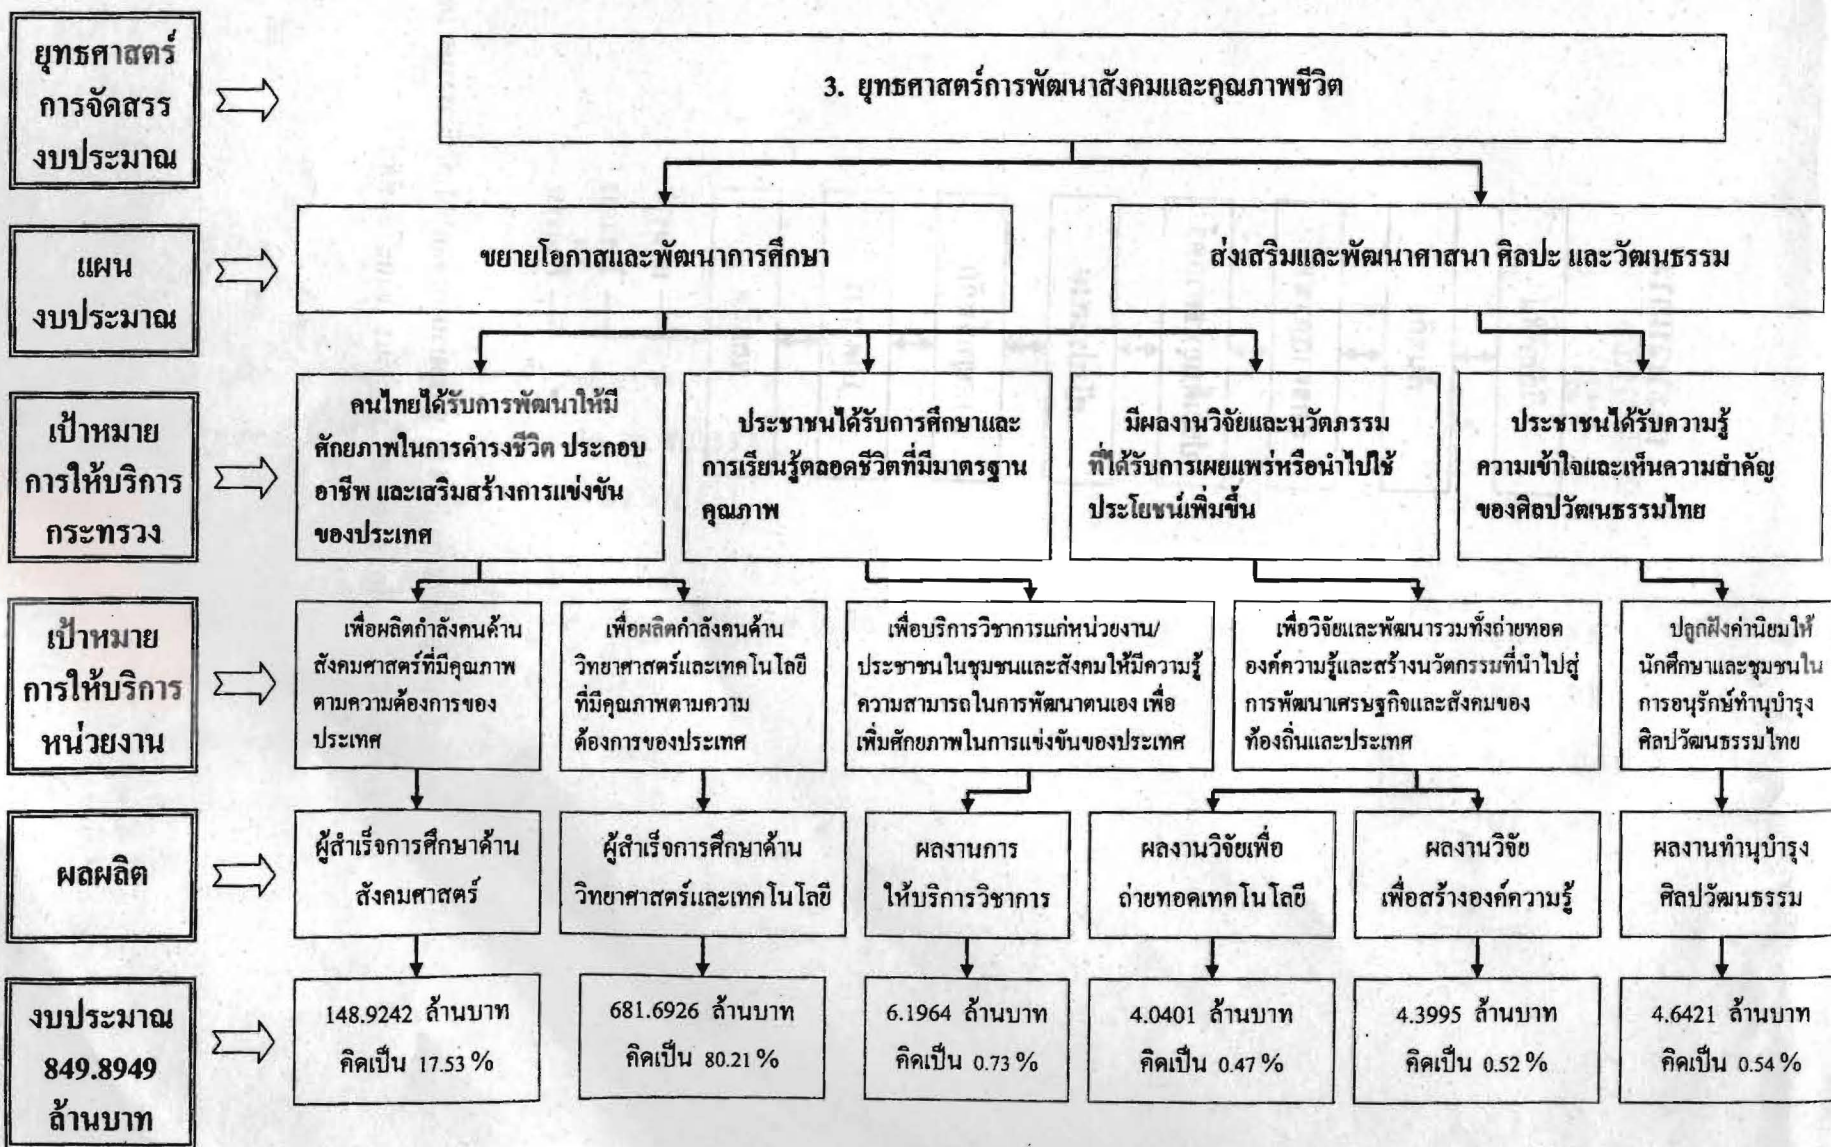 ยุทธศาสตร์
การจัดสรร
งบประมาณ
3. ยุทธศาสตร์การพัฒนาสังคมและคุณภาพชีวิต
แผน
งบประมาณ
ขยายโอกาสและพัฒนาการศึกษา
ส่งเสริมและพัฒนาศาสนา ศิลปะ และวัฒนธรรม
เป้าหมาย
การให้บริการ
กระทรวง
คนไทยได้รับการพัฒนาให้มี
ศักยภาพในการดำรงชีวิต ประกอบ
อาชีพ และเสริมสร้างการแข่งขัน
ของประเทศ
ประชาชนได้รับการศึกษาและ
การเรียนรู้ตลอดชีวิตที่มีมาตรฐาน
คุณภาพ
มีผลงานวิจัยและนวัตกรรม
ที่ได้รับการเผยแพร่หรือนำไปใช้
ประโยชน์เพิ่มขึ้น
ประชาชนได้รับความรู้
ความเข้าใจและเห็นความสำคัญ
ของศิลปวัฒนธรรมไทย
เป้าหมาย
การให้บริการ
หน่วยงาน
เพื่อผลิตกำลังคนด้าน
สังคมศาสตร์ที่มีคุณภาพ
ตามความต้องการของ
ประเทศ
เพื่อผลิตกำลังคนด้าน
วิทยาศาสตร์และเทคโนโลยี
ที่มีคุณภาพตามความ
ต้องการของประเทศ
เพื่อบริการวิชาการแก่หน่วยงาน/
ประชาชนในชุมชนและสังคมให้มีความรู้
ความสามารถในการพัฒนาตนเอง เพื่อ
เพิ่มศักยภาพในการแข่งขันของประเทศ
เพื่อวิจัยและพัฒนารวมทั้งถ่ายทอด
องค์ความรู้และสร้างนวัตกรรมที่นำไปสู่
การพัฒนาเศรษฐกิจและสังคมของ
ท้องถิ่นและประเทศ
ปลูกฝังค่านิยมให้
นักศึกษาและชุมชนใน
การอนุรักษ์ทำนุบำรุง
ศิลปวัฒนธรรมไทย
ผลผลิต
ผู้สำเร็จการศึกษาด้าน
สังคมศาสตร์
ผู้สำเร็จการศึกษาด้าน
วิทยาศาสตร์และเทคโนโลยี
ผลงานการ
ให้บริการวิชาการ
ผลงานวิจัยเพื่อ
ถ่ายทอดเทคโนโลยี
ผลงานวิจัย
เพื่อสร้างองค์ความรู้
ผลงานทำนุบำรุง
ศิลปวัฒนธรรม
งบประมาณ
849.8949
ล้านบาท
148.9242 ล้านบาท
คิดเป็น 17.53 %
681.6926 ล้านบาท
คิดเป็น 80.21 %
6.1964 ล้านบาท
คิดเป็น 0.73 %
4.0401 ล้านบาท
คิดเป็น 0.47 %
4.3995 ล้านบาท
คิดเป็น 0.52 %
4.6421 ล้านบาท
คิดเป็น 0.54 %